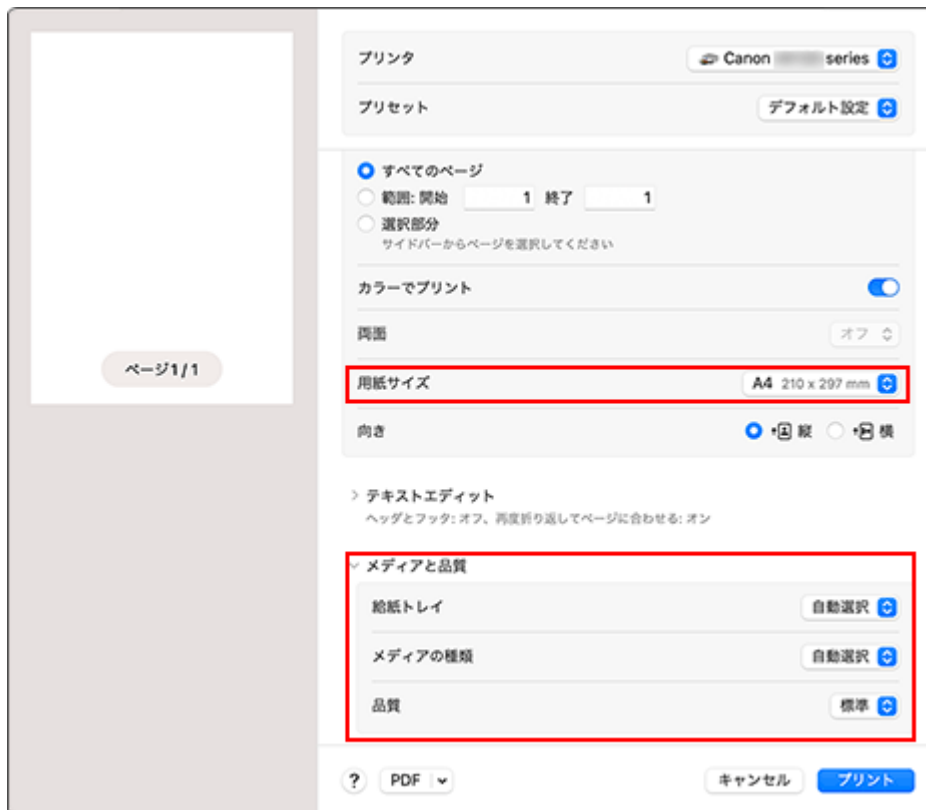 ページ1/1
プリンタ Canon series
プリセット デフォルト設定
すべてのページ
範囲: 開始 1 終了 1
選択部分
サイドバーからページを選択してください
カラーでプリント
両面 オフ
用紙サイズ A4 210 x 297 mm
向き 縦 横
テキストエディット
ヘッダとフッタ: オフ、再度折り返してページに合わせる: オン
メディアと品質
給紙トレイ 自動選択
メディアの種類 自動選択
品質 標準
? PDF キャンセル プリント